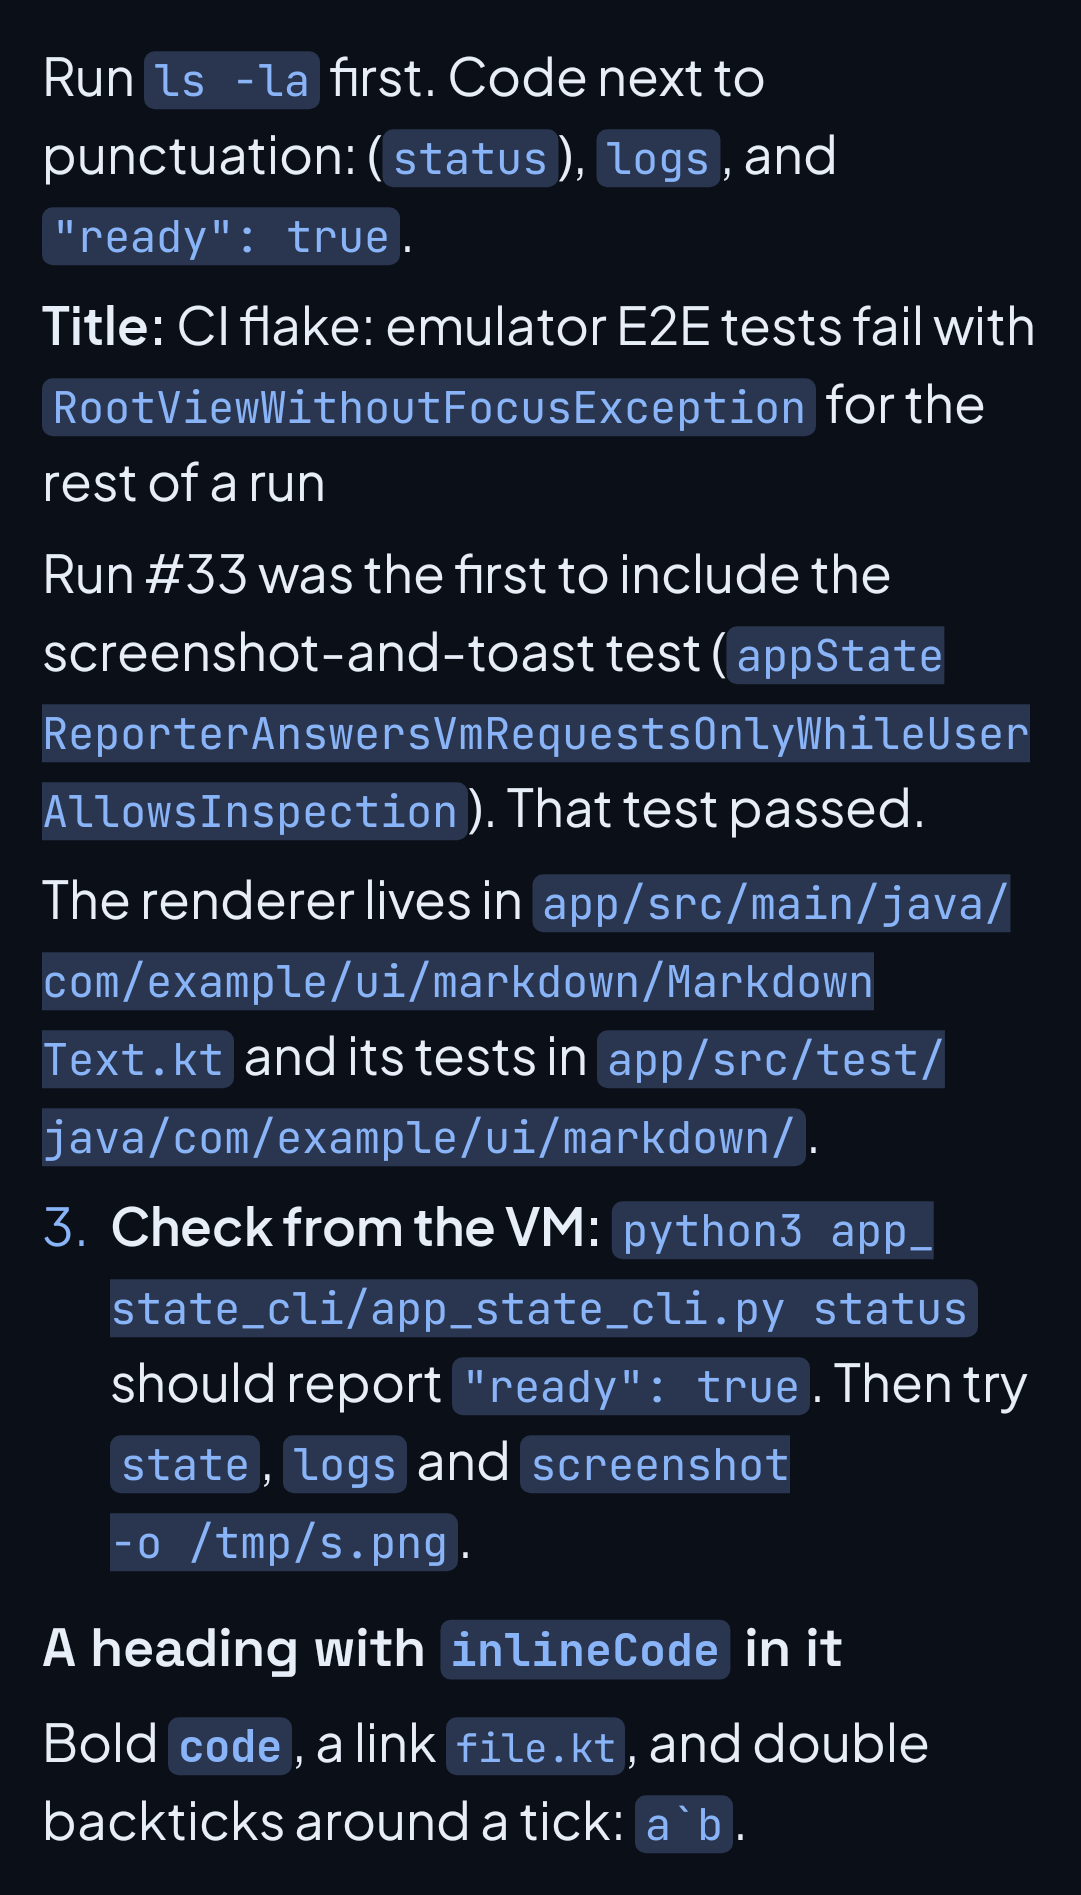 Run ls -la first. Code next to
punctuation: (status), logs, and
"ready": true.
Title: CI flake: emulator E2E tests fail with
RootViewWithoutFocusException for the
rest of a run
Run #33 was the first to include the
screenshot-and-toast test (appState
ReporterAnswersVmRequestsOnlyWhileUser
AllowsInspection). That test passed.
The renderer lives in app/src/main/java/
com/example/ui/markdown/Markdown
Text.kt and its tests in app/src/test/
java/com/example/ui/markdown/.
3. Check from the VM: python3 app_
state_cli/app_state_cli.py status
should report "ready": true. Then try
state, logs and screenshot
-o /tmp/s.png.
A heading with inlineCode in it
Bold code, a link file.kt, and double
backticks around a tick: a`b.